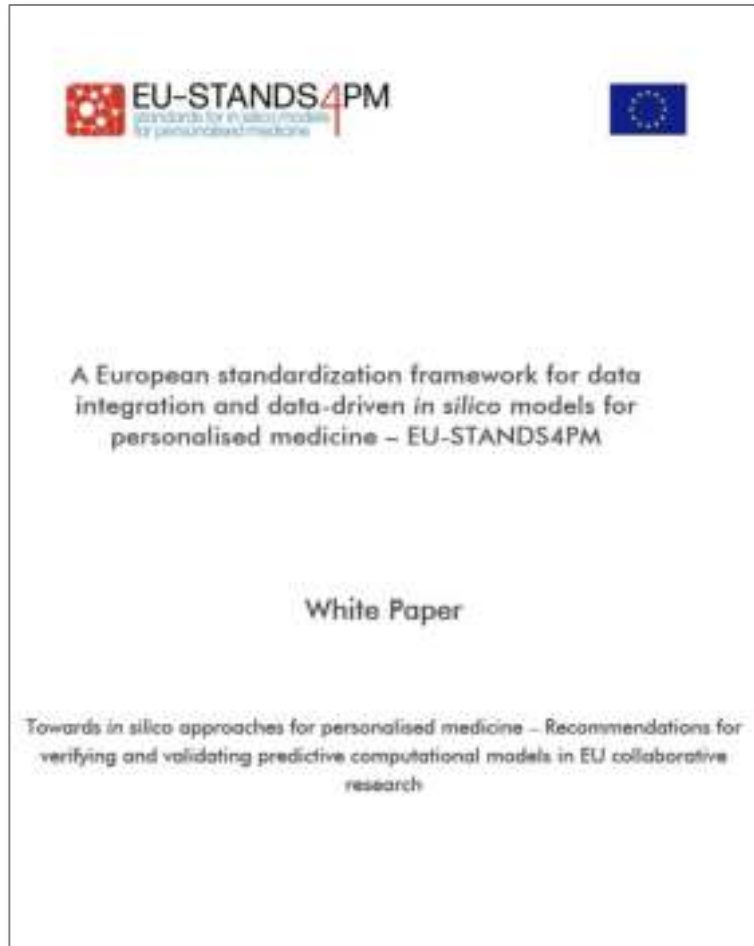 EU-STANDS4PM
standards for in silico models
for personalised medicine
A European standardization framework for data
integration and data-driven in silico models for
personalised medicine – EU-STANDS4PM
White Paper
Towards in silico approaches for personalised medicine – Recommendations for
verifying and validating predictive computational models in EU collaborative
research